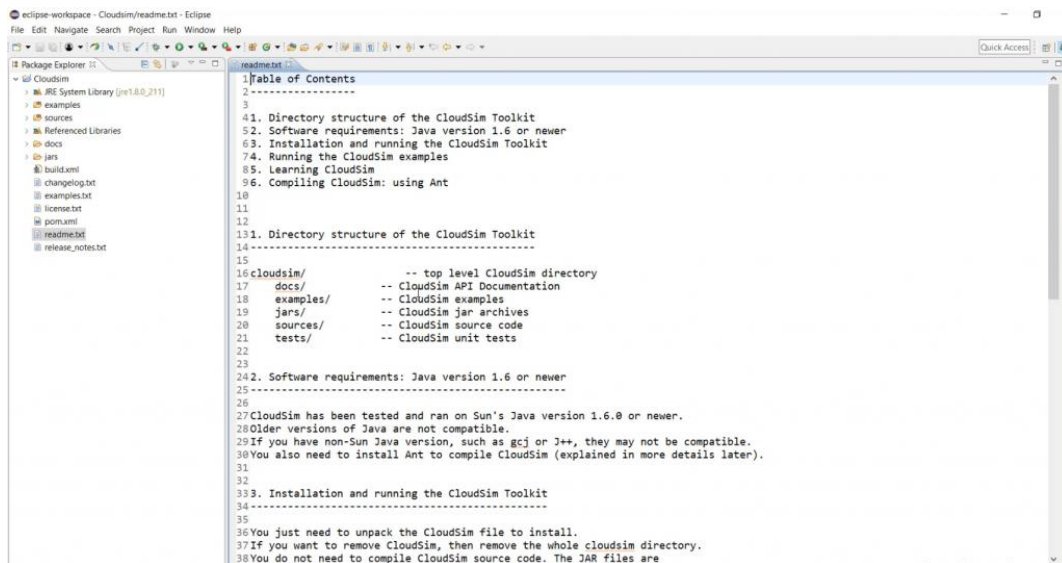 eclipse-workspace - Cloudsim/readme.txt - Eclipse
File Edit Navigate Search Project Run Window Help
Quick Access
Package Explorer
Cloudsim
JRE System Library [jre1.8.0_211]
examples
sources
Referenced Libraries
docs
jars
build.xml
changelog.txt
examples.txt
license.txt
pom.xml
readme.txt
release_notes.txt
readme.txt
1 Table of Contents
2 -----------------
3
4 1. Directory structure of the CloudSim Toolkit
5 2. Software requirements: Java version 1.6 or newer
6 3. Installation and running the CloudSim Toolkit
7 4. Running the CloudSim examples
8 5. Learning CloudSim
9 6. Compiling CloudSim: using Ant
10
11
12
13 1. Directory structure of the CloudSim Toolkit
14 ----------------------------------------------
15
16 cloudsim/ -- top level CloudSim directory
17 docs/ -- CloudSim API Documentation
18 examples/ -- CloudSim examples
19 jars/ -- CloudSim jar archives
20 sources/ -- CloudSim source code
21 tests/ -- CloudSim unit tests
22
23
24 2. Software requirements: Java version 1.6 or newer
25 ---------------------------------------------------
26
27 CloudSim has been tested and ran on Sun's Java version 1.6.0 or newer.
28 Older versions of Java are not compatible.
29 If you have non-Sun Java version, such as gcj or J++, they may not be compatible.
30 You also need to install Ant to compile CloudSim (explained in more details later).
31
32
33 3. Installation and running the CloudSim Toolkit
34 ------------------------------------------------
35
36 You just need to unpack the CloudSim file to install.
37 If you want to remove CloudSim, then remove the whole cloudsim directory.
38 You do not need to compile CloudSim source code. The JAR files are